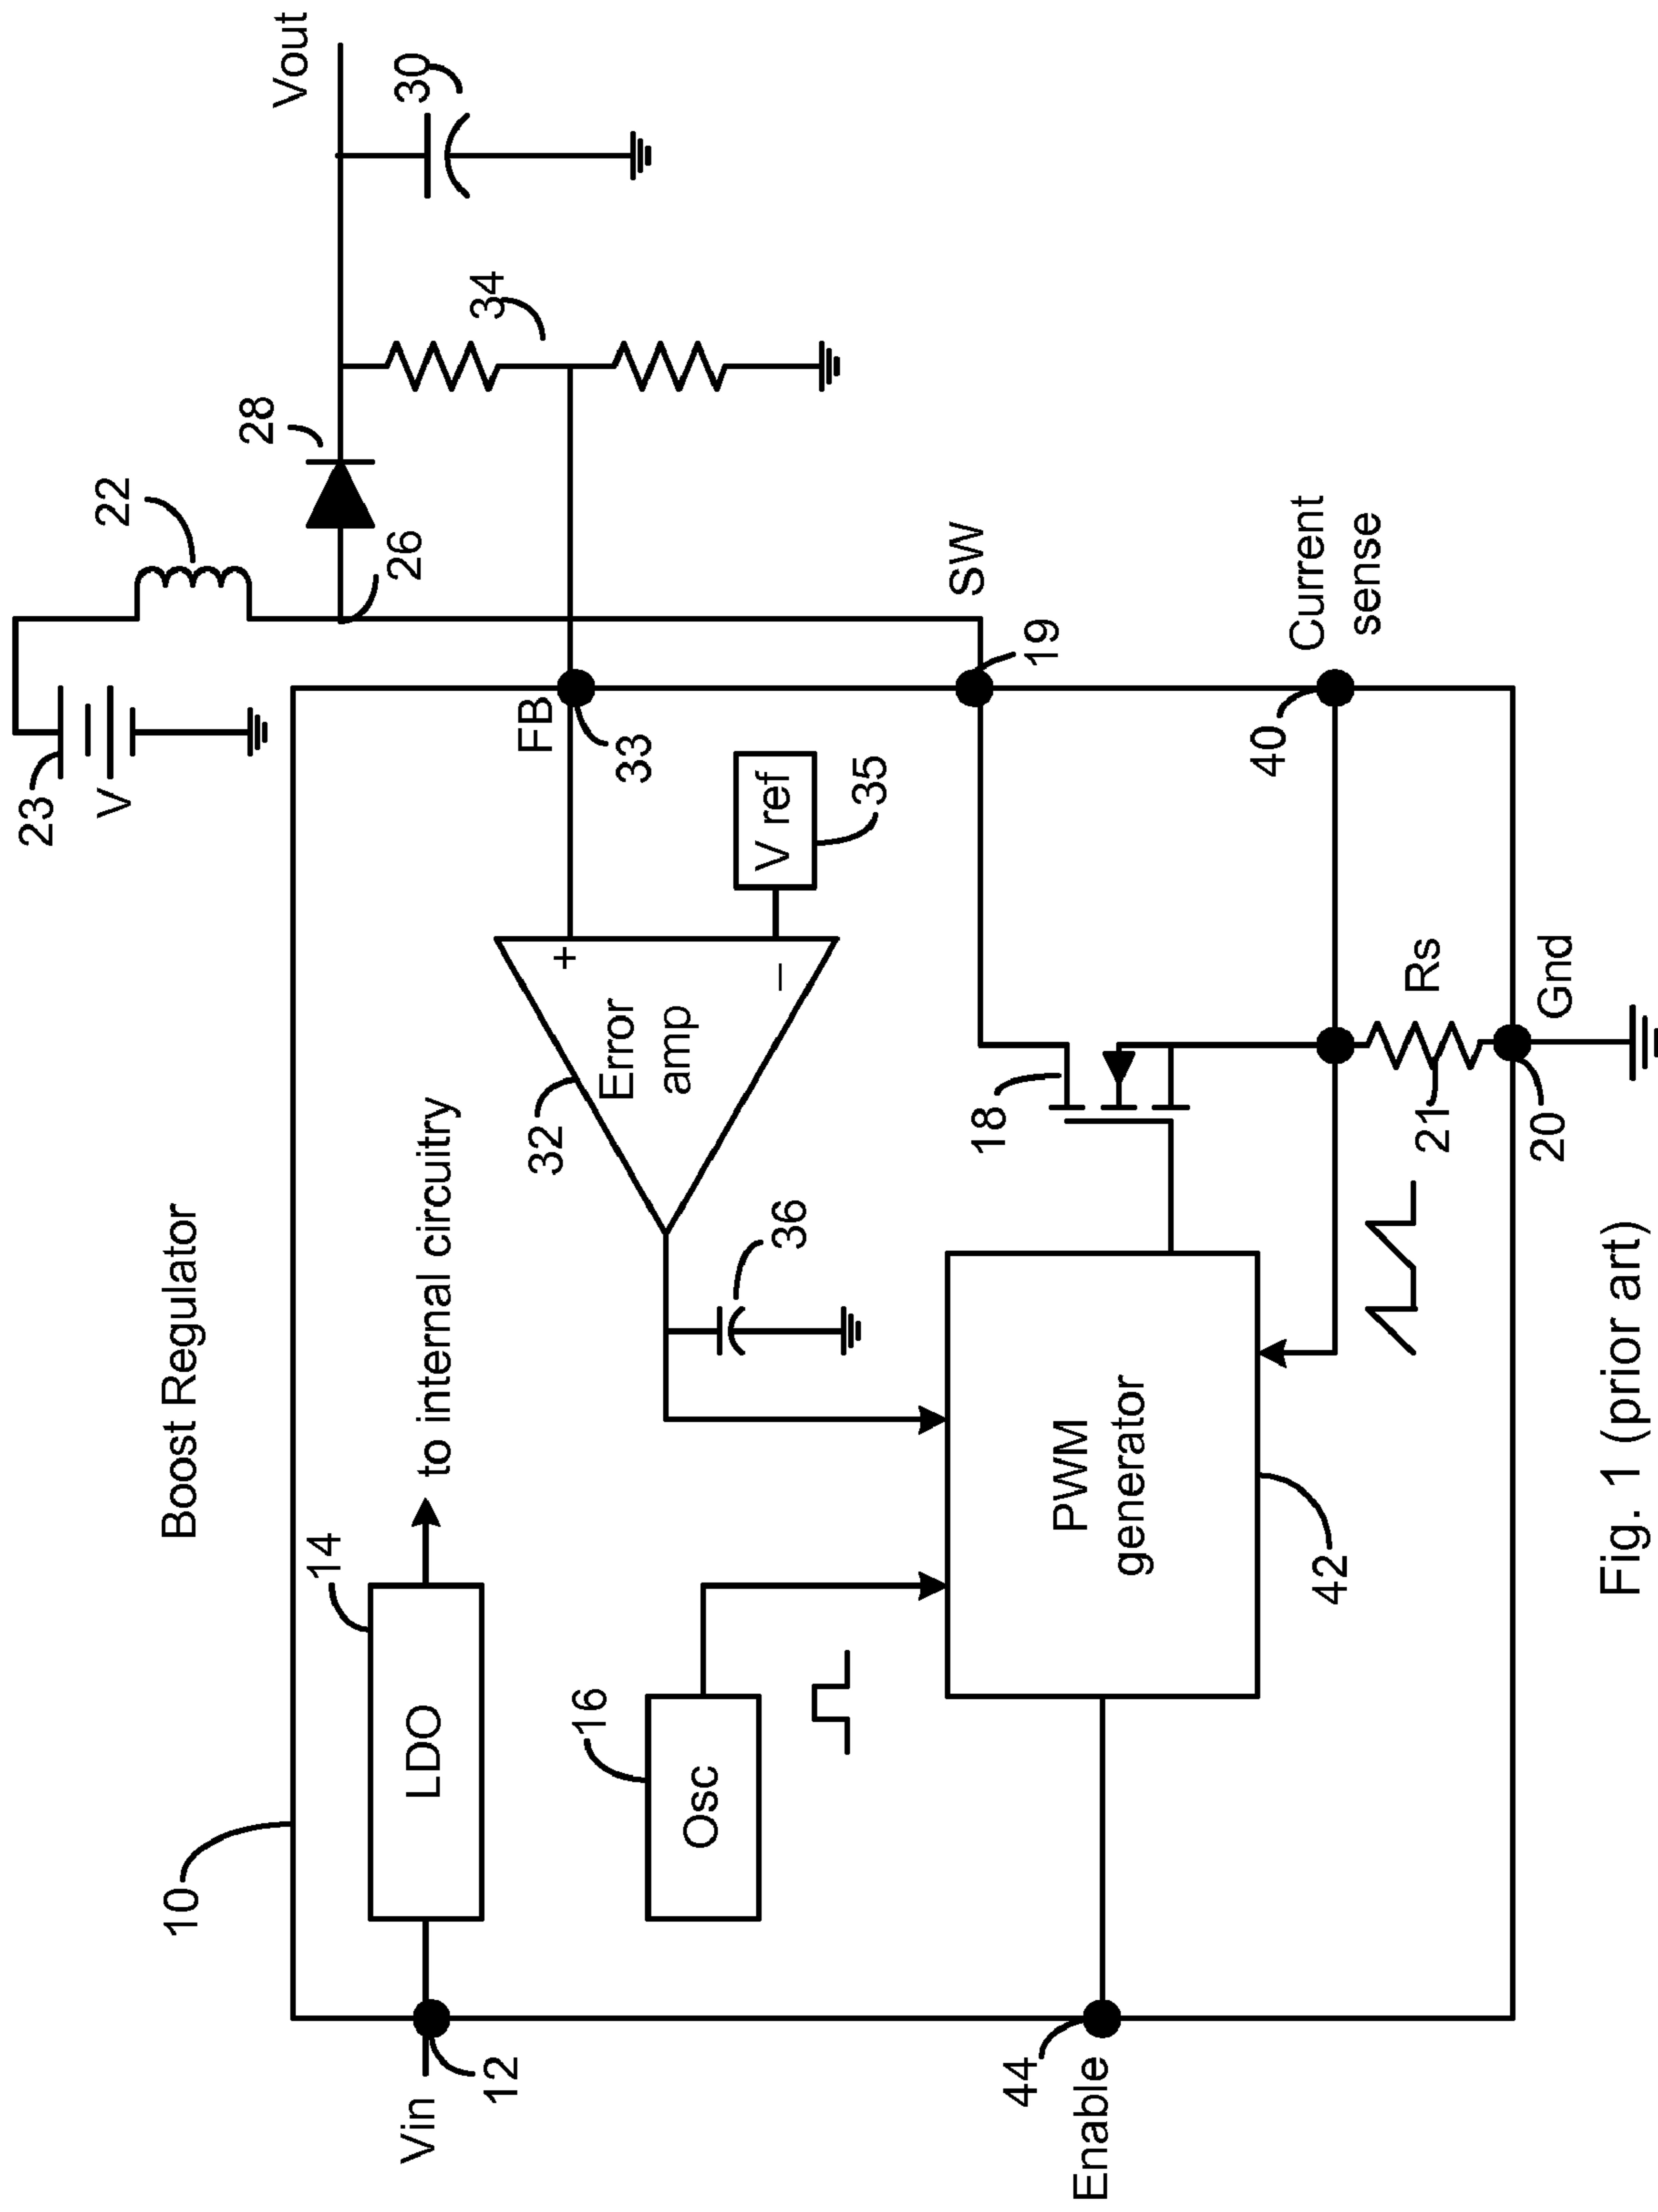 Boost Regulator
10
23
V
22
26
28
Vout
30
34
Vin
12
LDO
14
to internal circuitry
32
Error
amp
+
−
FB
33
V ref
35
36
Osc
16
SW
19
18
PWM
generator
42
Enable
44
40
Current
sense
Rs
21
20
Gnd
Fig. 1 (prior art)